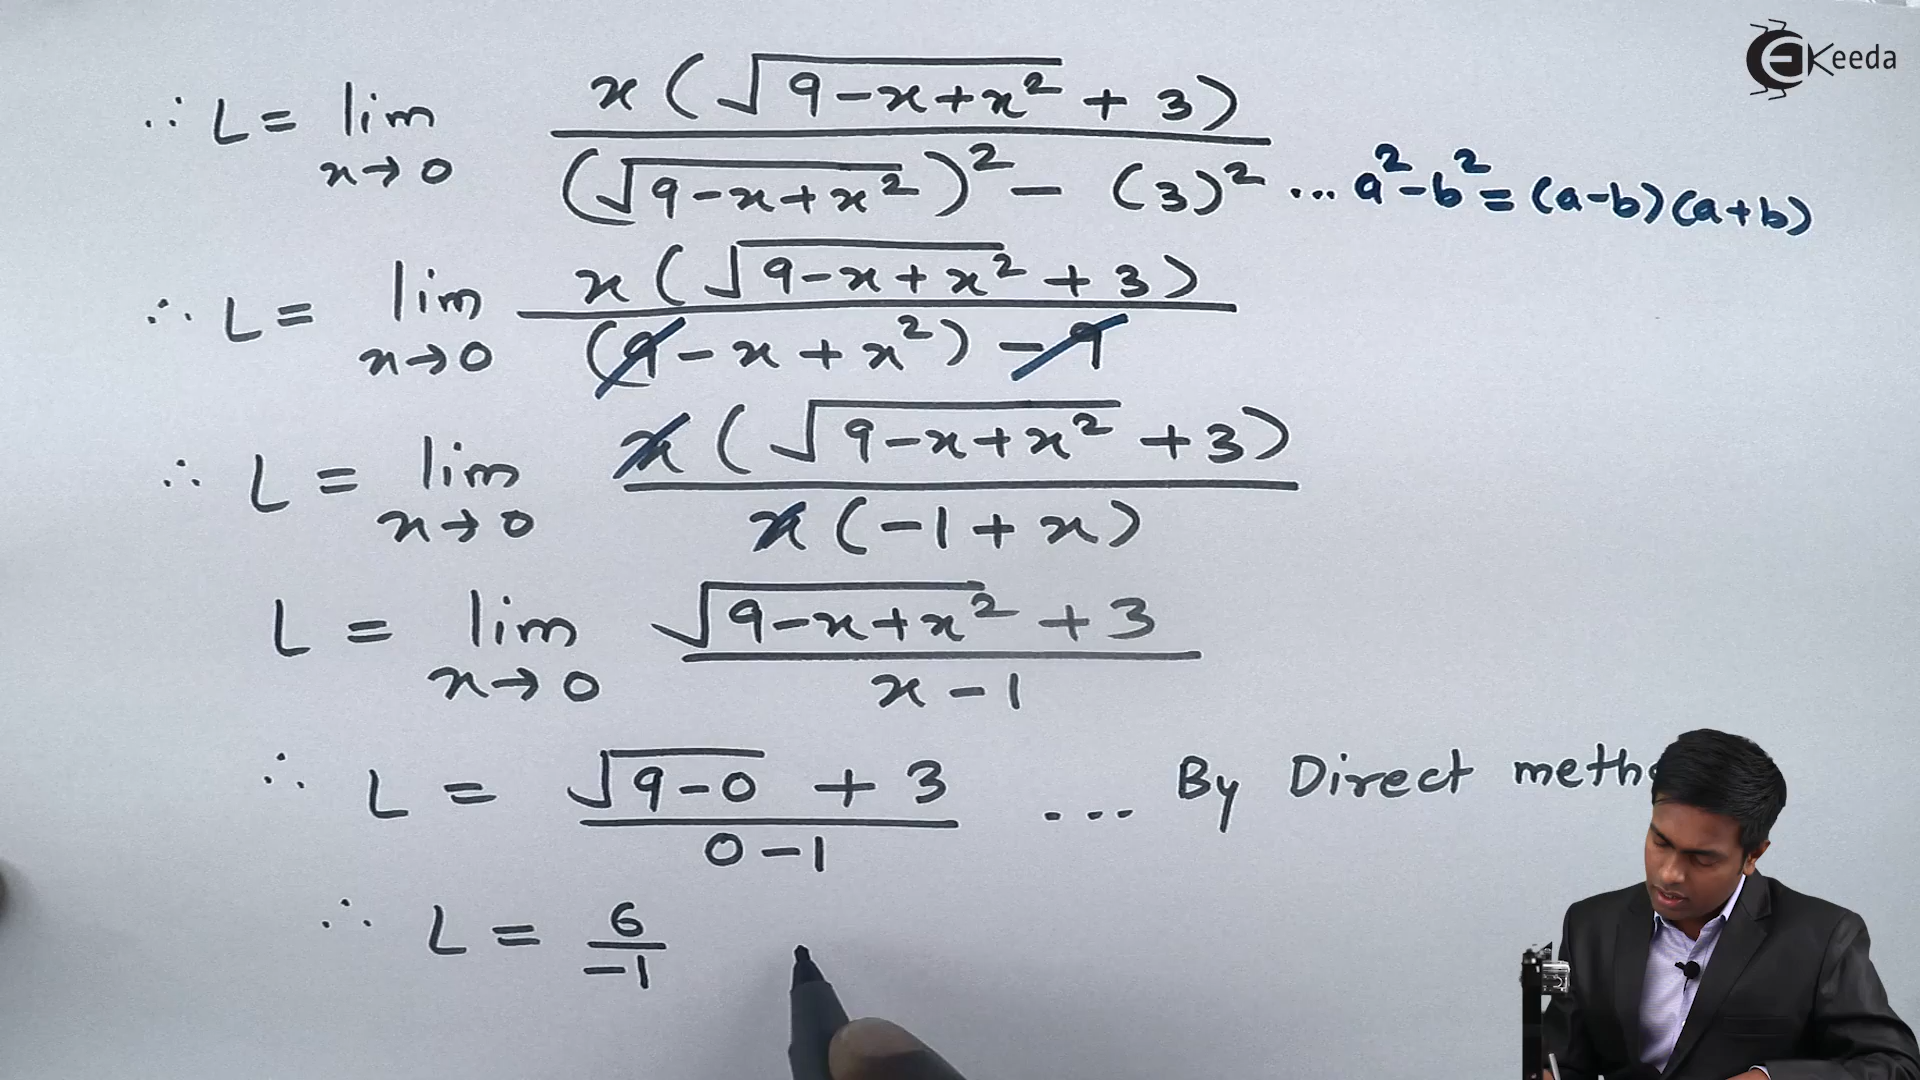 EKeeda
∴ L = lim x→0 x(√(9-x+x²) + 3) / (√(9-x+x²))² - (3)² ... a²-b² = (a-b)(a+b)
∴ L = lim x→0 x(√(9-x+x²) + 3) / (9-x+x²) - 9
∴ L = lim x→0 x(√(9-x+x²) + 3) / x(-1+x)
L = lim x→0 √(9-x+x²) + 3 / x-1
∴ L = √(9-0) + 3 / 0-1 ... By Direct
∴ L = 6/-1